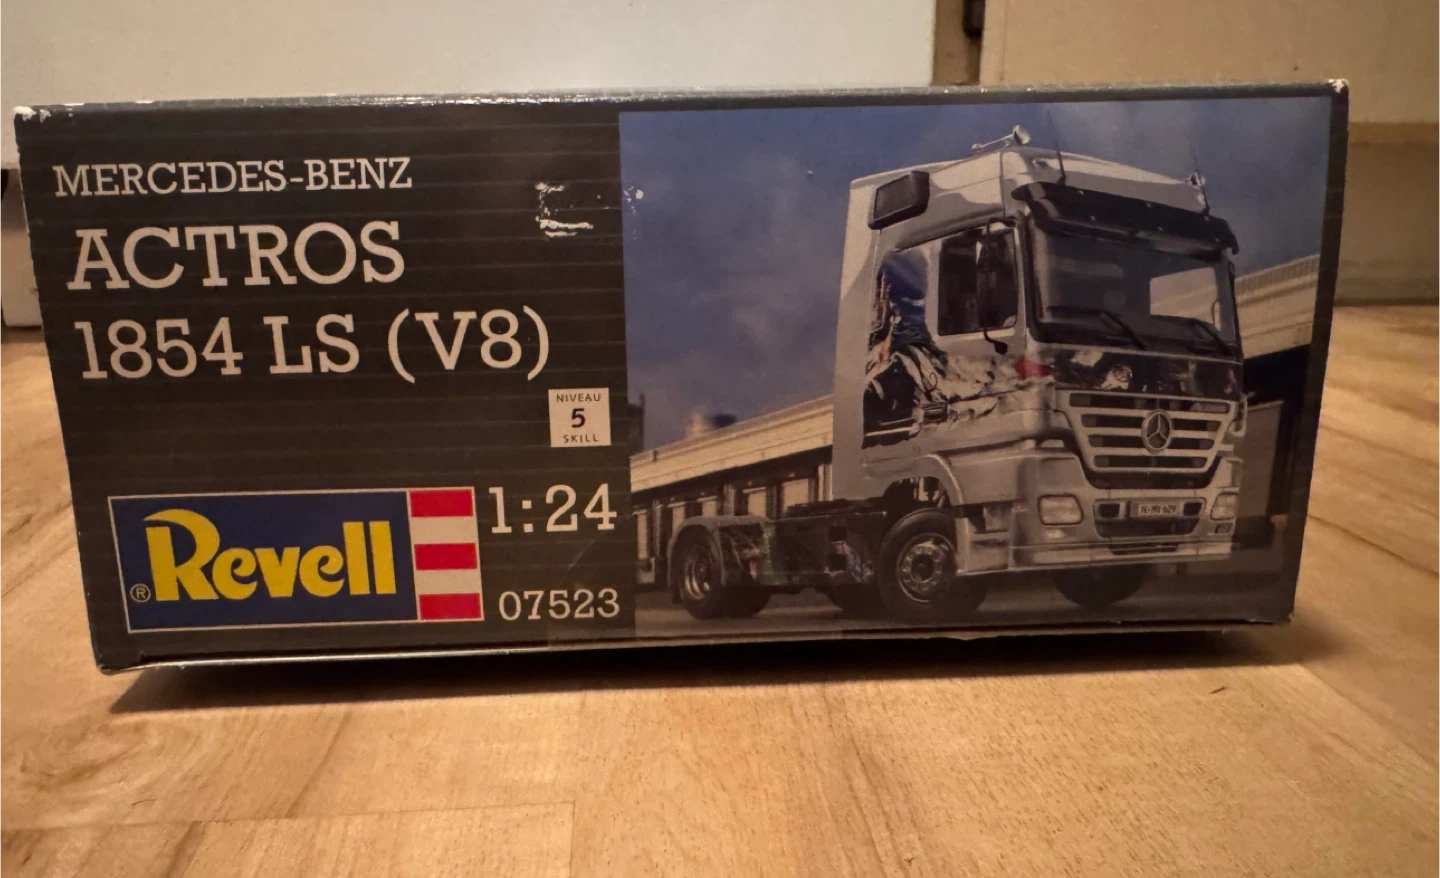 MERCEDES-BENZ
ACTROS
1854 LS (V8)
NIVEAU
5
SKILL
® Revell
1:24
07523